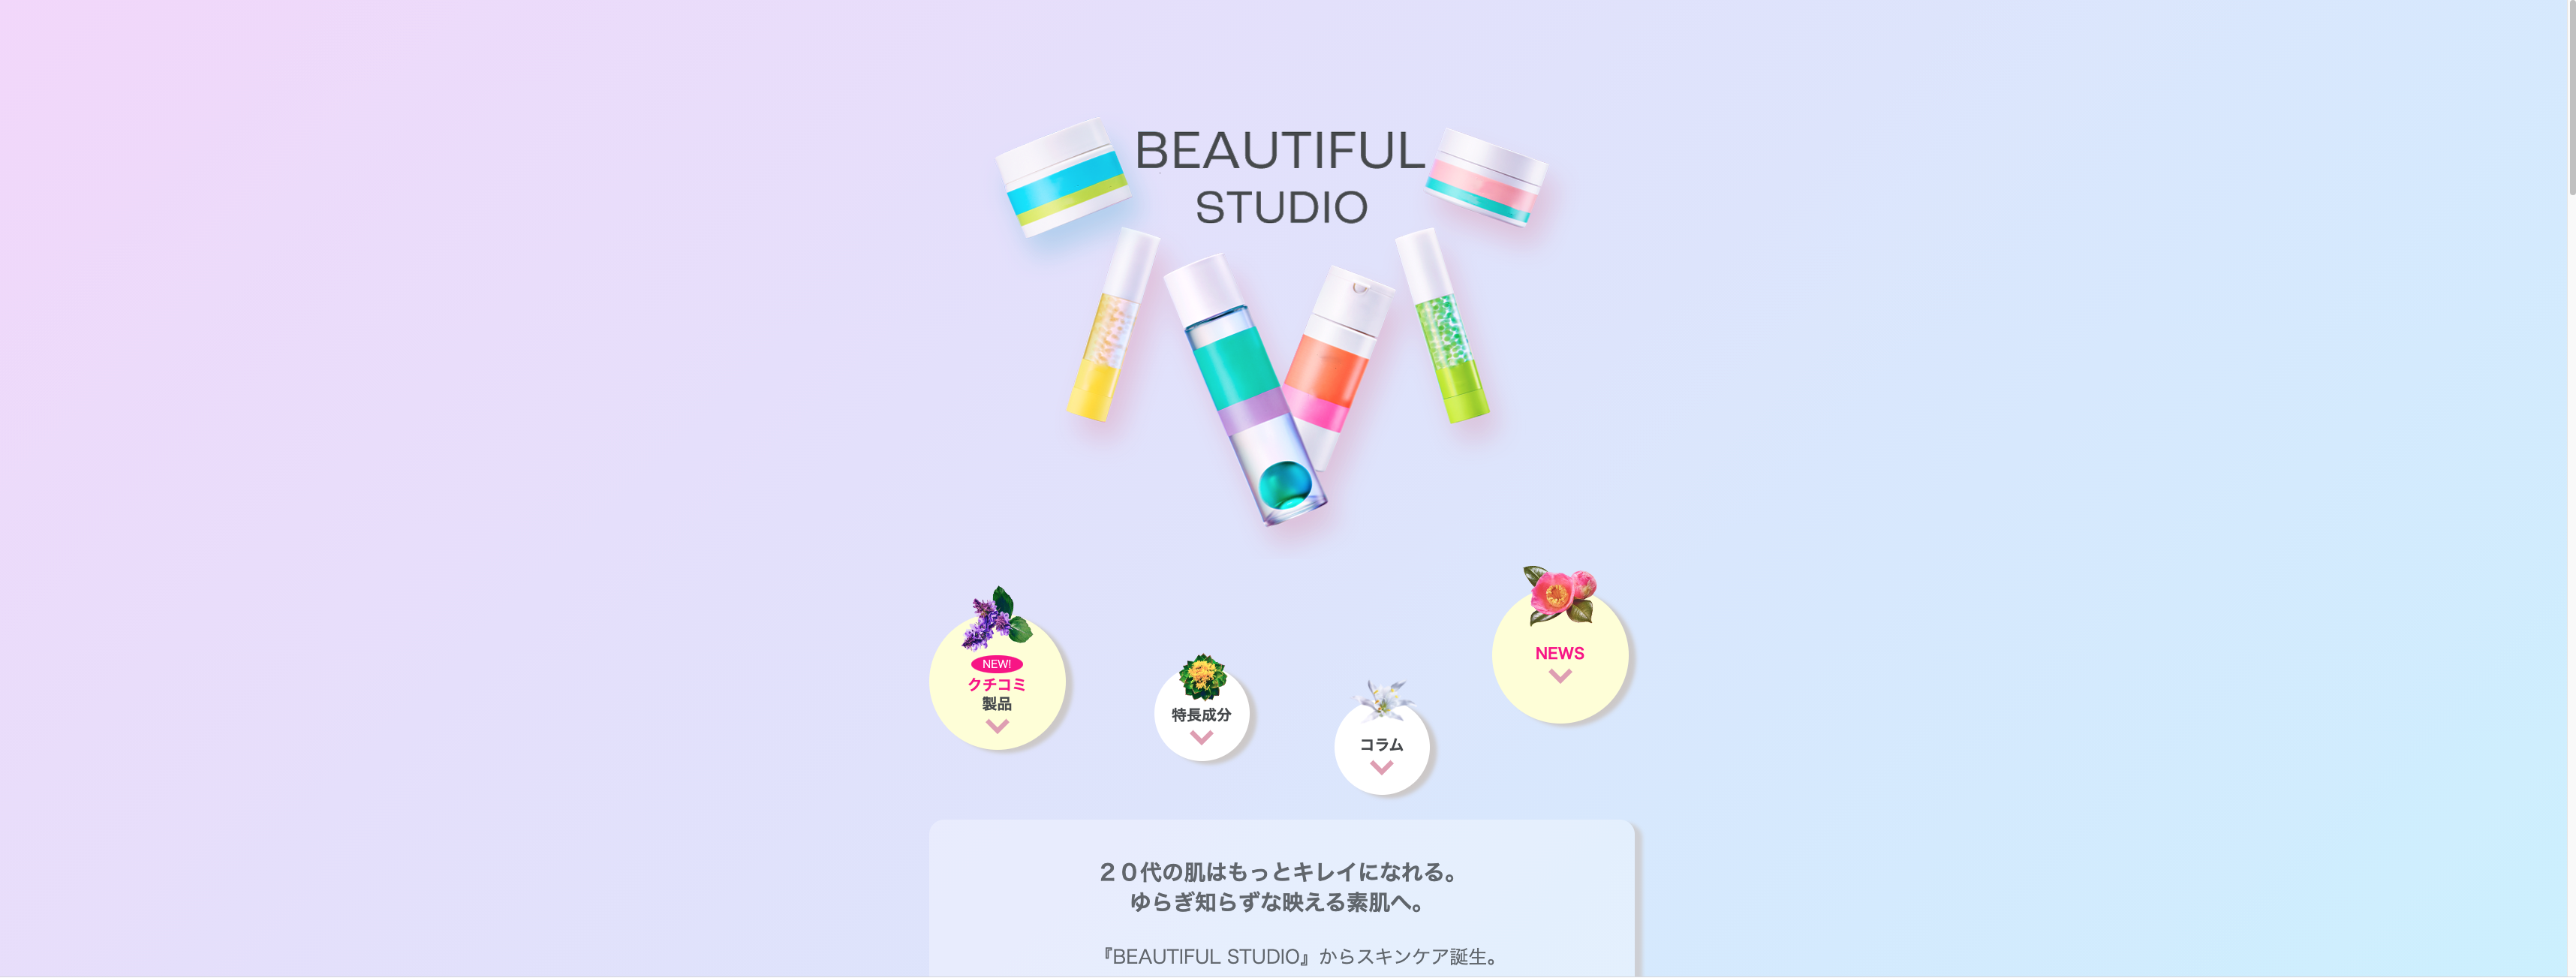 BEAUTIFUL
STUDIO
NEW!
クチコミ
製品
特長成分
コラム
NEWS
２０代の肌はもっとキレイになれる。
ゆらぎ知らずな映える素肌へ。
『BEAUTIFUL STUDIO』からスキンケア誕生。